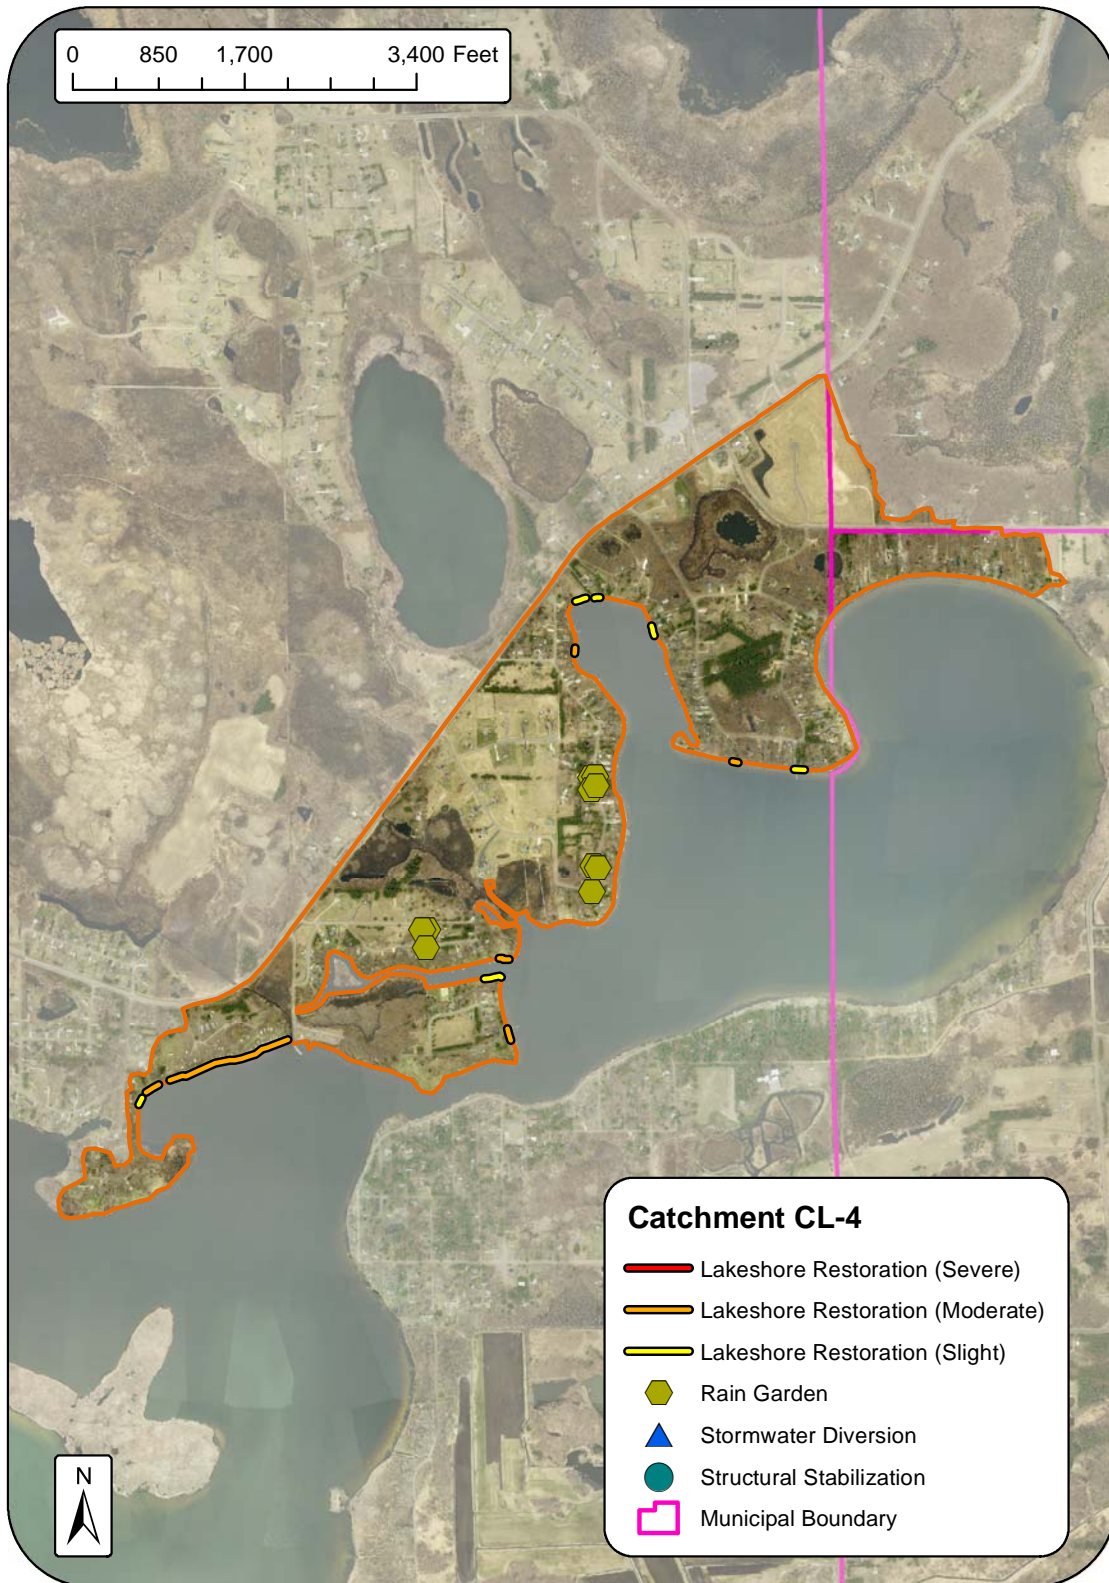 0 850 1,700 3,400 Feet
Catchment CL-4
Lakeshore Restoration (Severe)
Lakeshore Restoration (Moderate)
Lakeshore Restoration (Slight)
Rain Garden
Stormwater Diversion
Structural Stabilization
Municipal Boundary
N